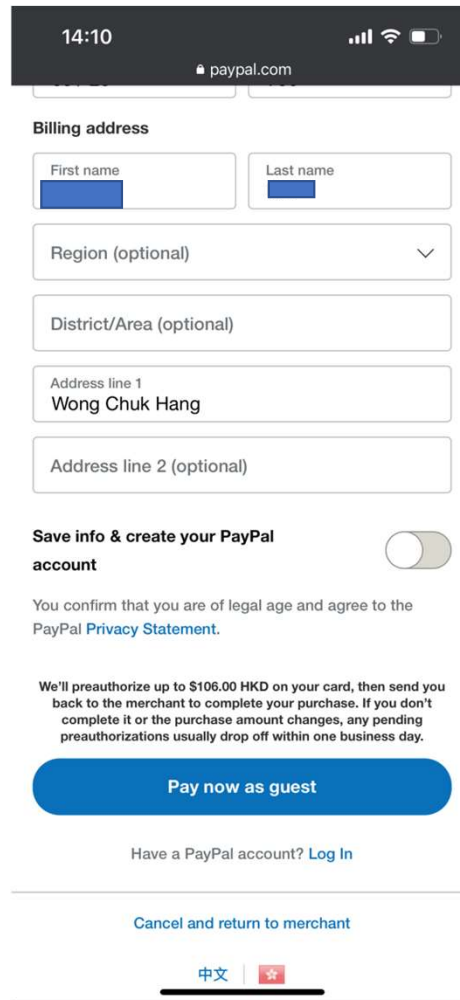 14:10
paypal.com
Billing address
First name
Last name
Region (optional)
District/Area (optional)
Address line 1
Wong Chuk Hang
Address line 2 (optional)
Save info & create your PayPal
account
You confirm that you are of legal age and agree to the
PayPal Privacy Statement.
We'll preauthorize up to $106.00 HKD on your card, then send you
back to the merchant to complete your purchase. If you don't
complete it or the purchase amount changes, any pending
preauthorizations usually drop off within one business day.
Pay now as guest
Have a PayPal account? Log In
Cancel and return to merchant
中文